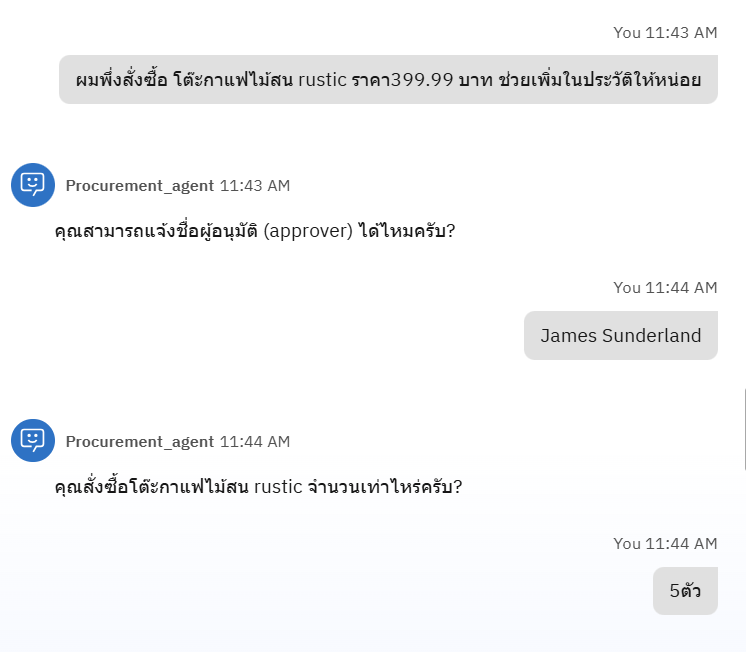 You 11:43 AM
ผมพึ่งสั่งซื้อ โต๊ะกาแฟไม้สน rustic ราคา399.99 บาท ช่วยเพิ่มในประวัติให้หน่อย
Procurement_agent 11:43 AM
คุณสามารถแจ้งชื่อผู้อนุมัติ (approver) ได้ไหมครับ?
You 11:44 AM
James Sunderland
Procurement_agent 11:44 AM
คุณสั่งซื้อโต๊ะกาแฟไม้สน rustic จำนวนเท่าไหร่ครับ?
You 11:44 AM
5ตัว